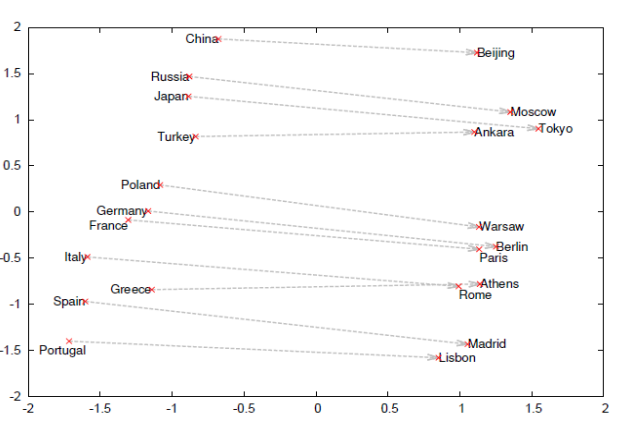 2
China
Beijing
1.5
Russia
Japan
Moscow
1
Turkey
Ankara
Tokyo
0.5
Poland
Germany
0
France
Warsaw
Berlin
-0.5
Italy
Paris
Greece
Athens
Rome
-1
Spain
Madrid
-1.5
Portugal
Lisbon
-2
-2 -1.5 -1 -0.5 0 0.5 1 1.5 2